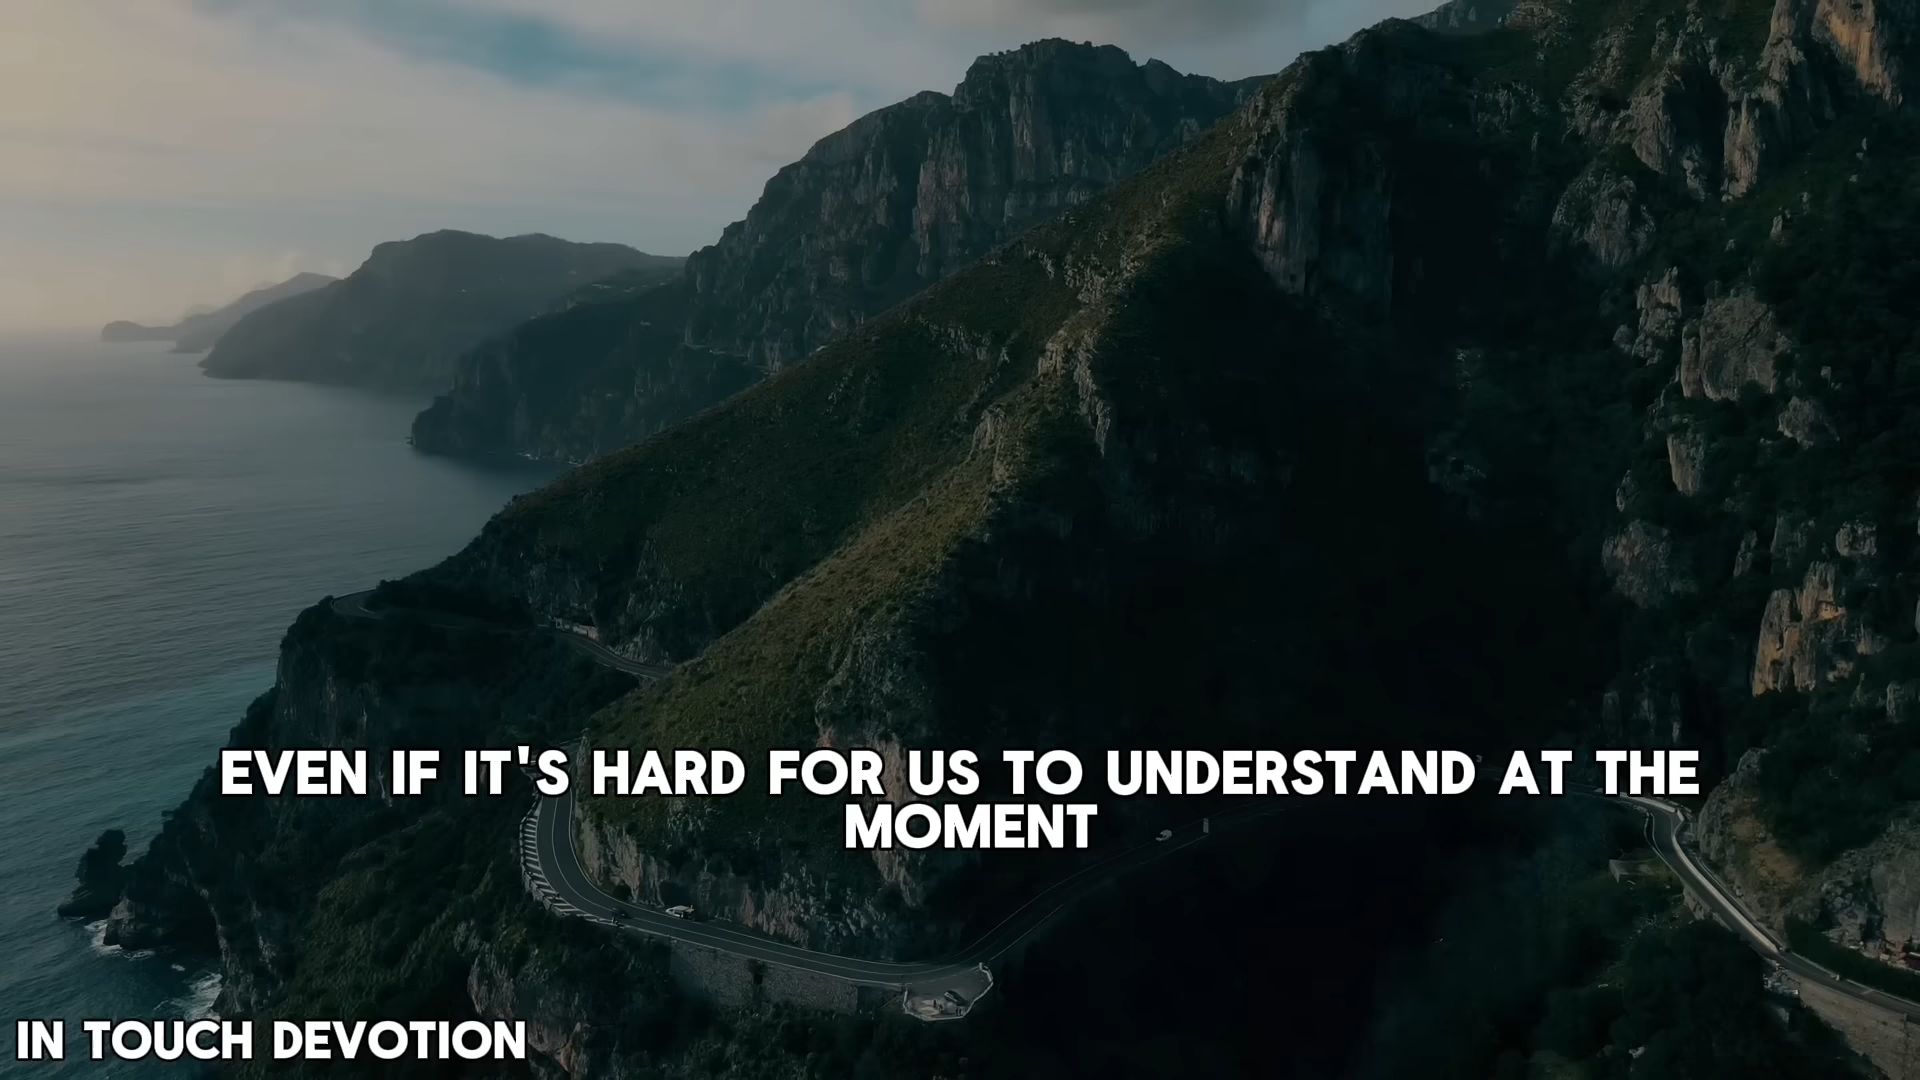 EVEN IF IT'S HARD FOR US TO UNDERSTAND AT THE
MOMENT
IN TOUCH DEVOTION